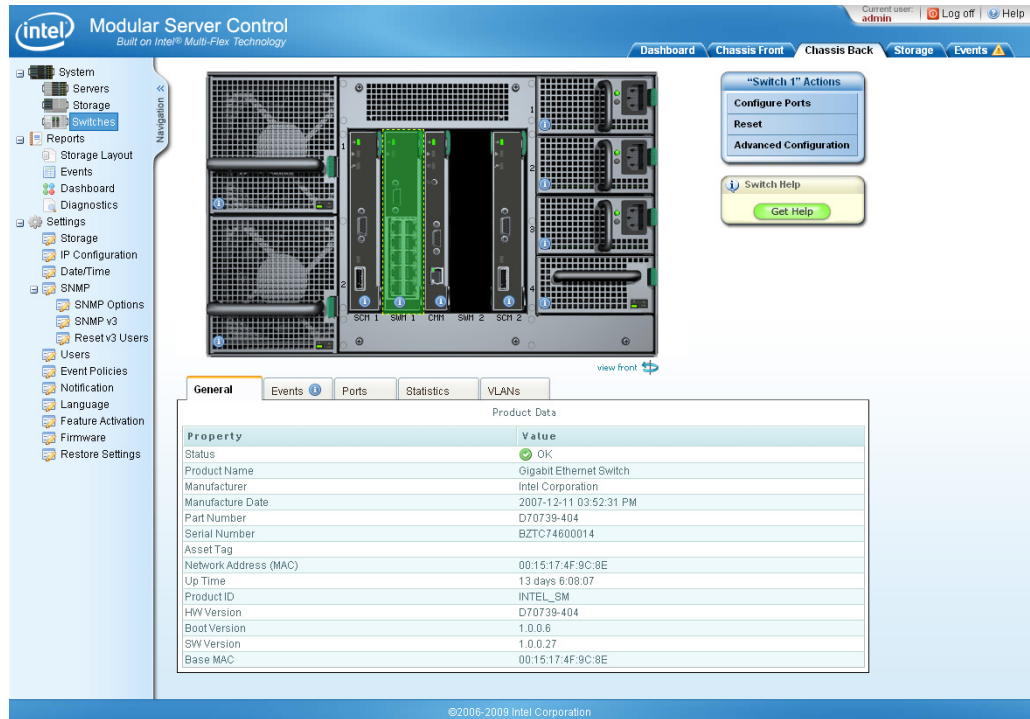 intel
Modular Server Control
Built on Intel® Multi-Flex Technology
Current user:
admin
Log off
Help
Dashboard
Chassis Front
Chassis Back
Storage
Events
System
Servers
Storage
Switches
Reports
Storage Layout
Events
Dashboard
Diagnostics
Settings
Storage
IP Configuration
Date/Time
SNMP
SNMP Options
SNMP v3
Reset v3 Users
Users
Event Policies
Notification
Language
Feature Activation
Firmware
Restore Settings
Navigation
1
2
1
2
1
2
3
4
SCM 1
SWM 1
CMM
SWM 2
SCM 2
view front
"Switch 1" Actions
Configure Ports
Reset
Advanced Configuration
Switch Help
Get Help
General
Events
Ports
Statistics
VLANs
Product Data
Property Value
Status OK
Product Name Gigabit Ethernet Switch
Manufacturer Intel Corporation
Manufacture Date 2007-12-11 03:52:31 PM
Part Number D70739-404
Serial Number BZTC74600014
Asset Tag
Network Address (MAC) 00:15:17:4F:9C:8E
Up Time 13 days 6:08:07
Product ID INTEL_SM
HW Version D70739-404
Boot Version 1.0.0.6
SW Version 1.0.0.27
Base MAC 00:15:17:4F:9C:8E
©2006-2009 Intel Corporation